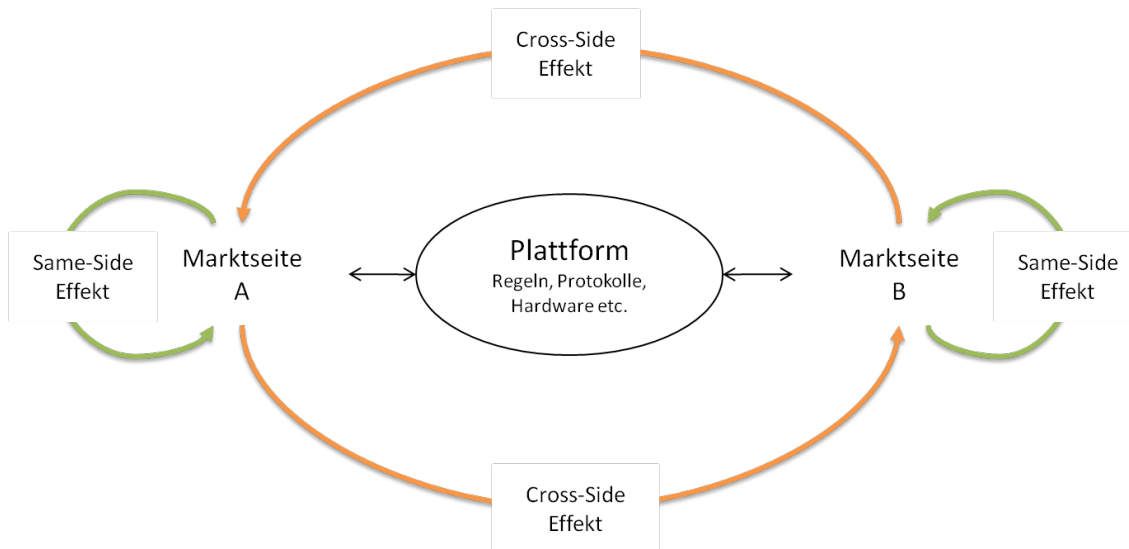 Cross-Side
Effekt
Same-Side
Effekt
Marktseite
A
Plattform
Regeln, Protokolle,
Hardware etc.
Marktseite
B
Same-Side
Effekt
Cross-Side
Effekt